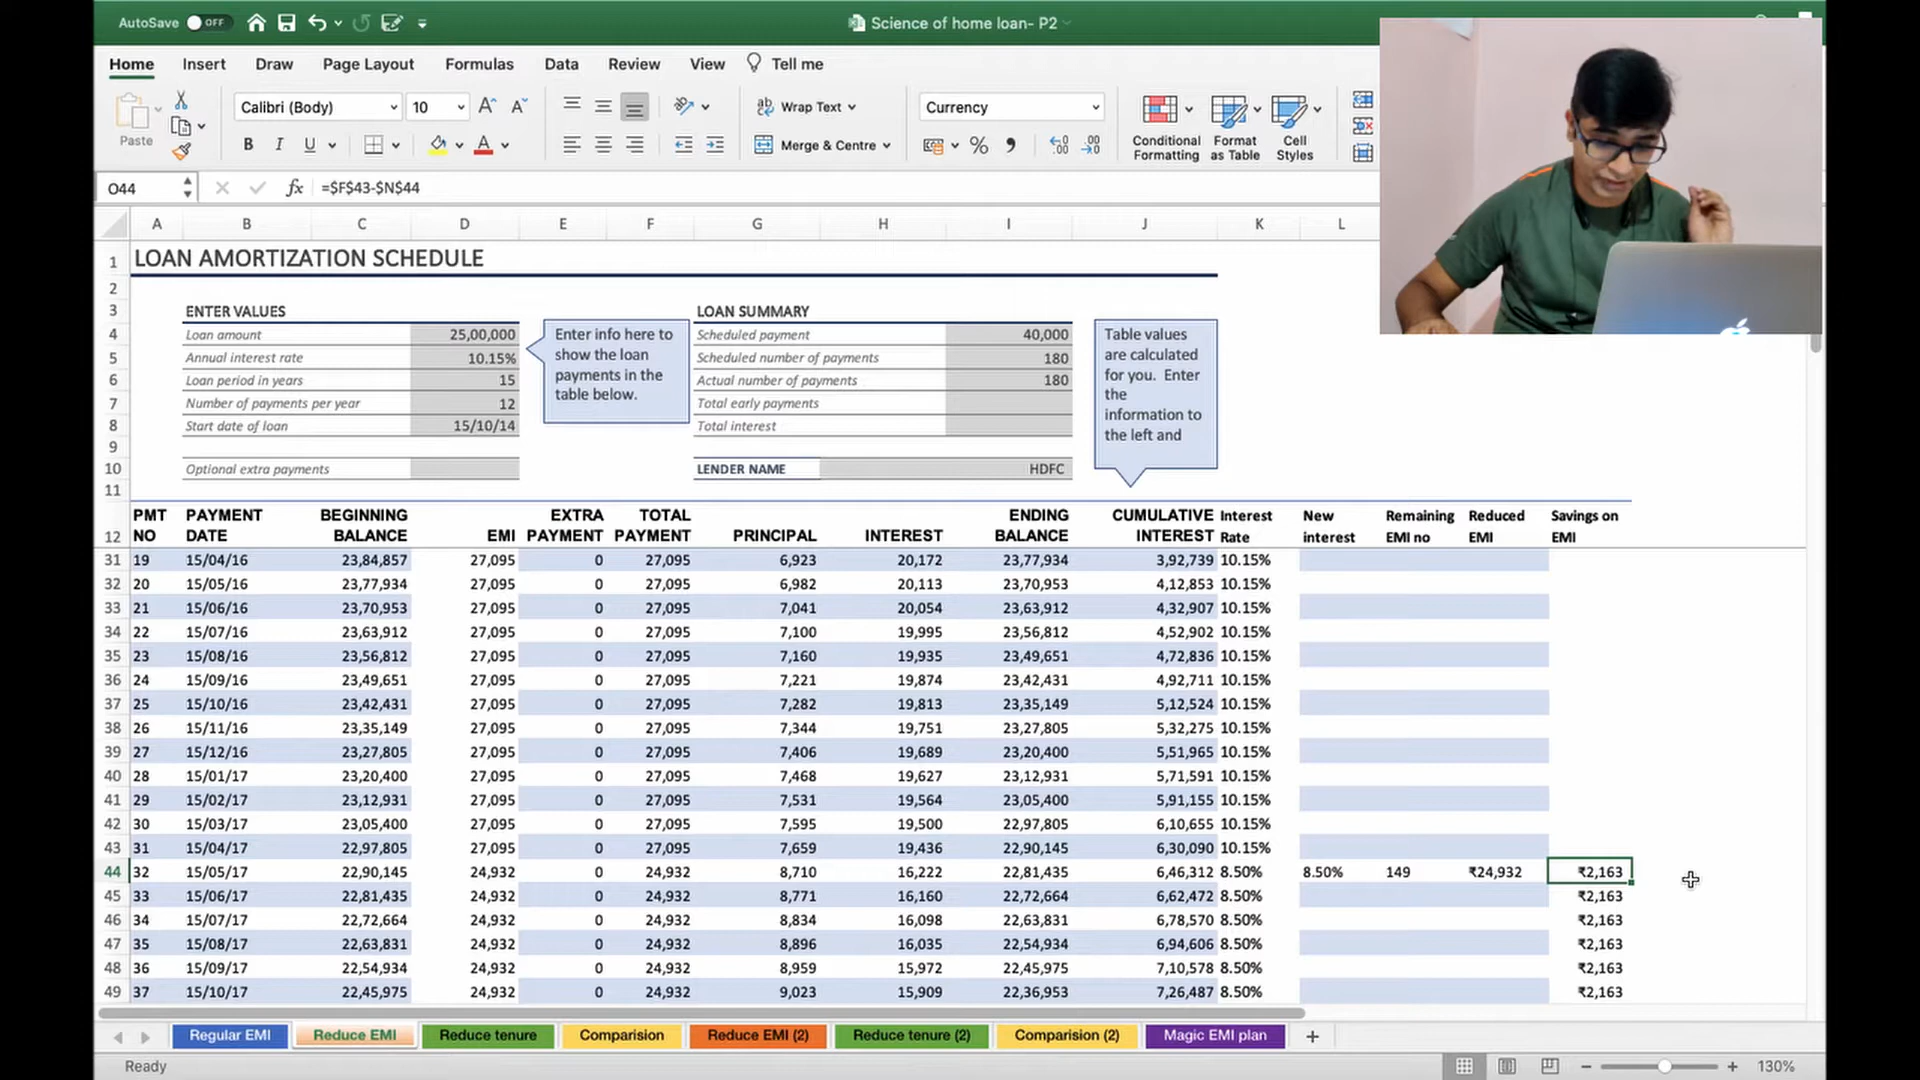 AutoSave OFF Science of home loan- P2
Home Insert Draw Page Layout Formulas Data Review View Tell me
Paste Calibri (Body) 10 A^ A˅ ab Wrap Text Currency
B I U A Merge & Centre % , Conditional Formatting Format as Table Cell Styles
O44 fx =$F$43-$N$44
A B C D E F G H I J K L
1 LOAN AMORTIZATION SCHEDULE
2
3 ENTER VALUES LOAN SUMMARY
4 Loan amount 25,00,000 Scheduled payment 40,000
5 Annual interest rate 10.15% Scheduled number of payments 180
6 Loan period in years 15 Actual number of payments 180
7 Number of payments per year 12 Total early payments
8 Start date of loan 15/10/14 Total interest
9
10 Optional extra payments LENDER NAME HDFC
11
Enter info here to
show the loan
payments in the
table below.
Table values
are calculated
for you. Enter
the
information to
the left and
12 PMT NO PAYMENT DATE BEGINNING BALANCE EMI EXTRA PAYMENT TOTAL PAYMENT PRINCIPAL INTEREST ENDING BALANCE CUMULATIVE INTEREST Interest Rate New interest Remaining EMI no Reduced EMI Savings on EMI
31 19 15/04/16 23,84,857 27,095 0 27,095 6,923 20,172 23,77,934 3,92,739 10.15%
32 20 15/05/16 23,77,934 27,095 0 27,095 6,982 20,113 23,70,953 4,12,853 10.15%
33 21 15/06/16 23,70,953 27,095 0 27,095 7,041 20,054 23,63,912 4,32,907 10.15%
34 22 15/07/16 23,63,912 27,095 0 27,095 7,100 19,995 23,56,812 4,52,902 10.15%
35 23 15/08/16 23,56,812 27,095 0 27,095 7,160 19,935 23,49,651 4,72,836 10.15%
36 24 15/09/16 23,49,651 27,095 0 27,095 7,221 19,874 23,42,431 4,92,711 10.15%
37 25 15/10/16 23,42,431 27,095 0 27,095 7,282 19,813 23,35,149 5,12,524 10.15%
38 26 15/11/16 23,35,149 27,095 0 27,095 7,344 19,751 23,27,805 5,32,275 10.15%
39 27 15/12/16 23,27,805 27,095 0 27,095 7,406 19,689 23,20,400 5,51,965 10.15%
40 28 15/01/17 23,20,400 27,095 0 27,095 7,468 19,627 23,12,931 5,71,591 10.15%
41 29 15/02/17 23,12,931 27,095 0 27,095 7,531 19,564 23,05,400 5,91,155 10.15%
42 30 15/03/17 23,05,400 27,095 0 27,095 7,595 19,500 22,97,805 6,10,655 10.15%
43 31 15/04/17 22,97,805 27,095 0 27,095 7,659 19,436 22,90,145 6,30,090 10.15%
44 32 15/05/17 22,90,145 24,932 0 24,932 8,710 16,222 22,81,435 6,46,312 8.50% 8.50% 149 ₹24,932 ₹2,163
45 33 15/06/17 22,81,435 24,932 0 24,932 8,771 16,160 22,72,664 6,62,472 8.50% ₹2,163
46 34 15/07/17 22,72,664 24,932 0 24,932 8,834 16,098 22,63,831 6,78,570 8.50% ₹2,163
47 35 15/08/17 22,63,831 24,932 0 24,932 8,896 16,035 22,54,934 6,94,606 8.50% ₹2,163
48 36 15/09/17 22,54,934 24,932 0 24,932 8,959 15,972 22,45,975 7,10,578 8.50% ₹2,163
49 37 15/10/17 22,45,975 24,932 0 24,932 9,023 15,909 22,36,953 7,26,487 8.50% ₹2,163
Regular EMI Reduce EMI Reduce tenure Comparision Reduce EMI (2) Reduce tenure (2) Comparision (2) Magic EMI plan +
Ready 130%